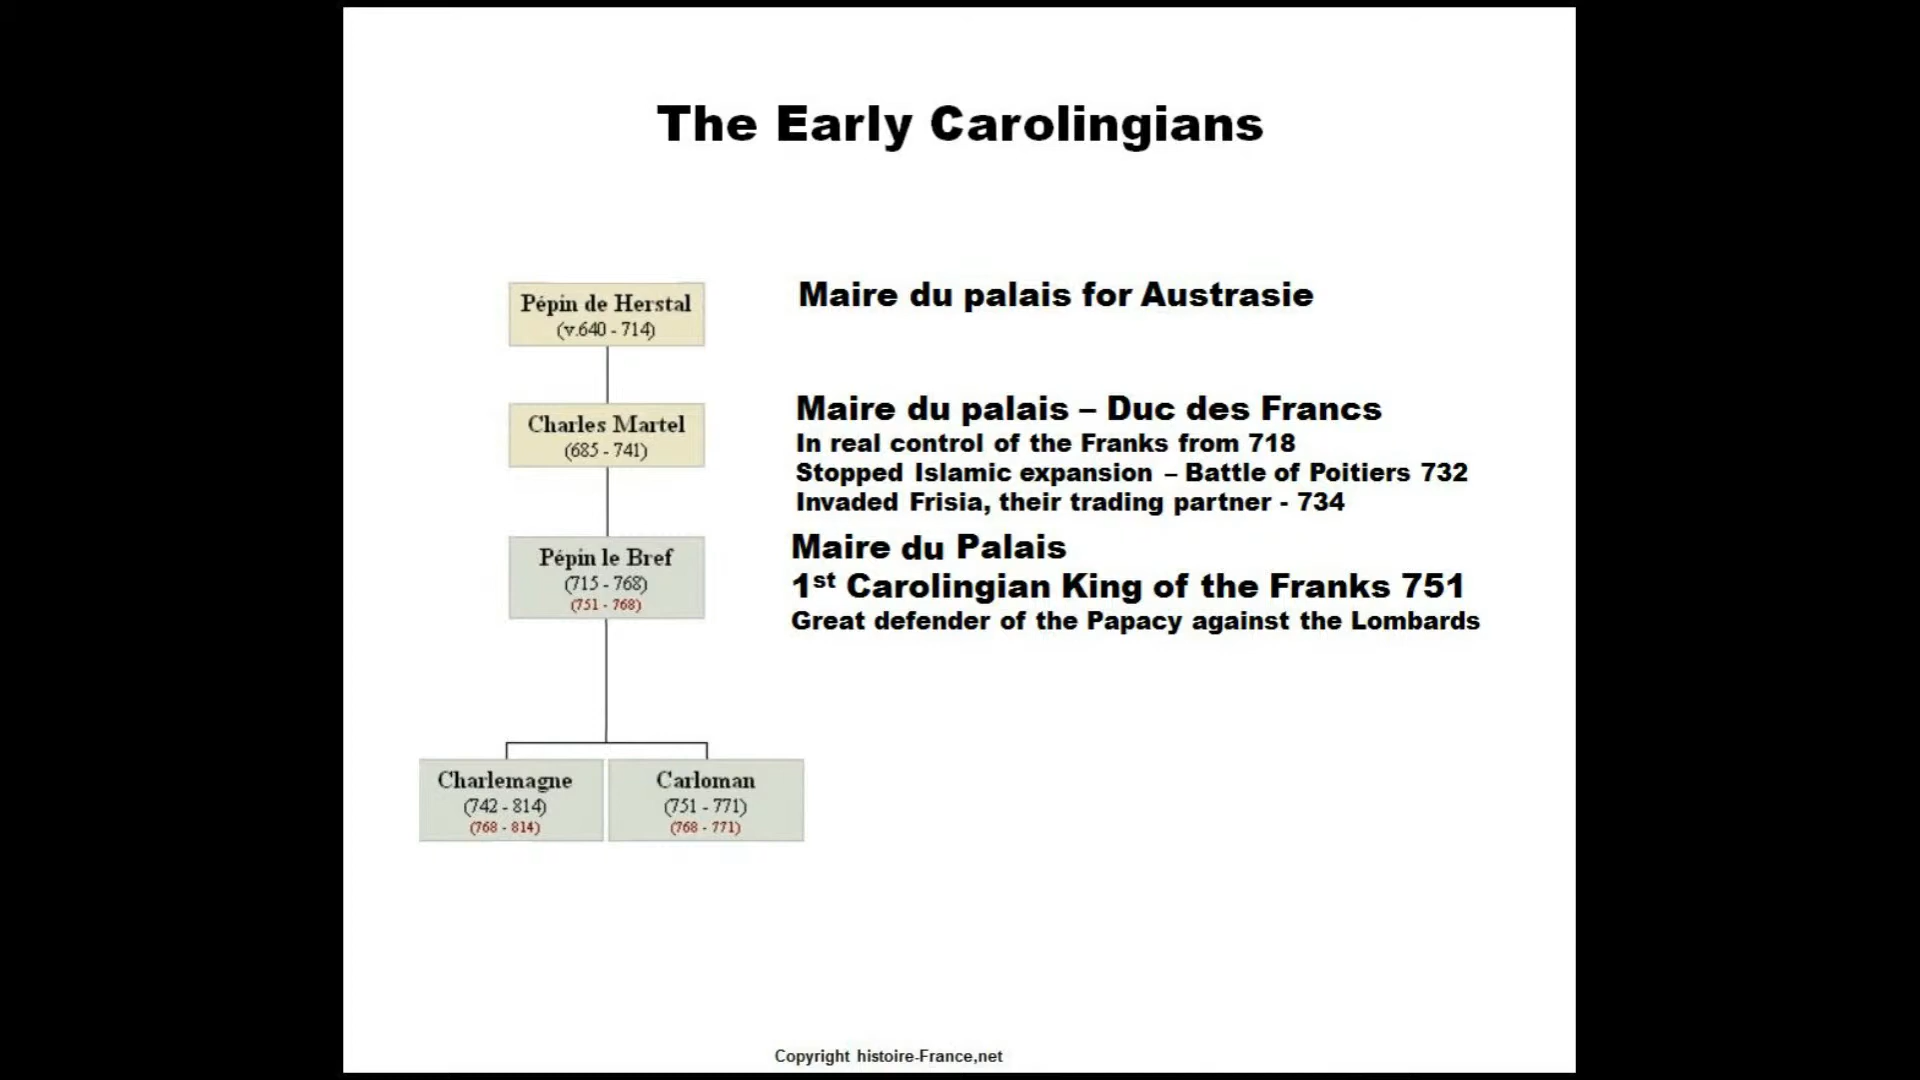 The Early Carolingians
Pépin de Herstal
(v.640 - 714)
Maire du palais for Austrasie
Charles Martel
(685 - 741)
Maire du palais – Duc des Francs
In real control of the Franks from 718
Stopped Islamic expansion – Battle of Poitiers 732
Invaded Frisia, their trading partner - 734
Pépin le Bref
(715 - 768)
(751 - 768)
Maire du Palais
1st Carolingian King of the Franks 751
Great defender of the Papacy against the Lombards
Charlemagne
(742 - 814)
(768 - 814)
Carloman
(751 - 771)
(768 - 771)
Copyright histoire-France,net